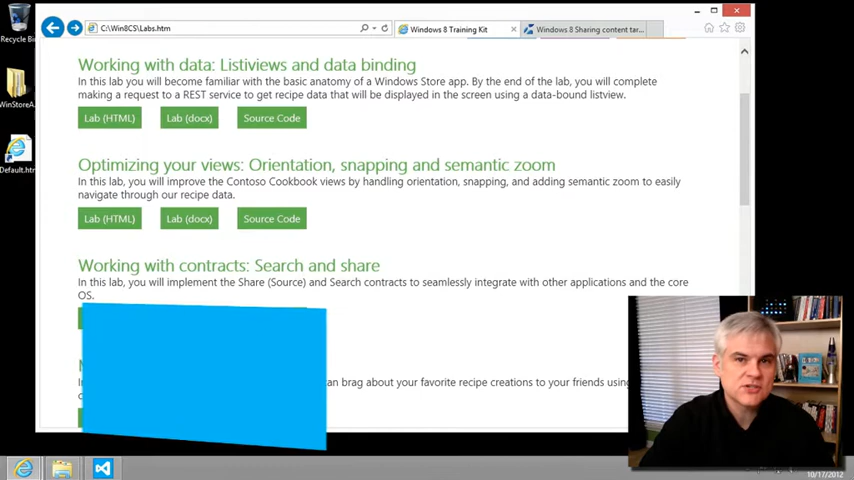 Recycle Bin
WinStoreA..
Default.htm
C:\Win8CS\Labs.htm
Windows 8 Training Kit
Windows 8 Sharing content tar...
Working with data: Listviews and data binding
In this lab you will become familiar with the basic anatomy of a Windows Store app. By the end of the lab, you will complete
making a request to a REST service to get recipe data that will be displayed in the screen using a data-bound listview.
Lab (HTML)
Lab (docx)
Source Code
Optimizing your views: Orientation, snapping and semantic zoom
In this lab, you will improve the Contoso Cookbook views by handling orientation, snapping, and adding semantic zoom to easily
navigate through our recipe data.
Lab (HTML)
Lab (docx)
Source Code
Working with contracts: Search and share
In this lab, you will implement the Share (Source) and Search contracts to seamlessly integrate with other applications and the core
OS.
can brag about your favorite recipe creations to your friends using
10/17/2012